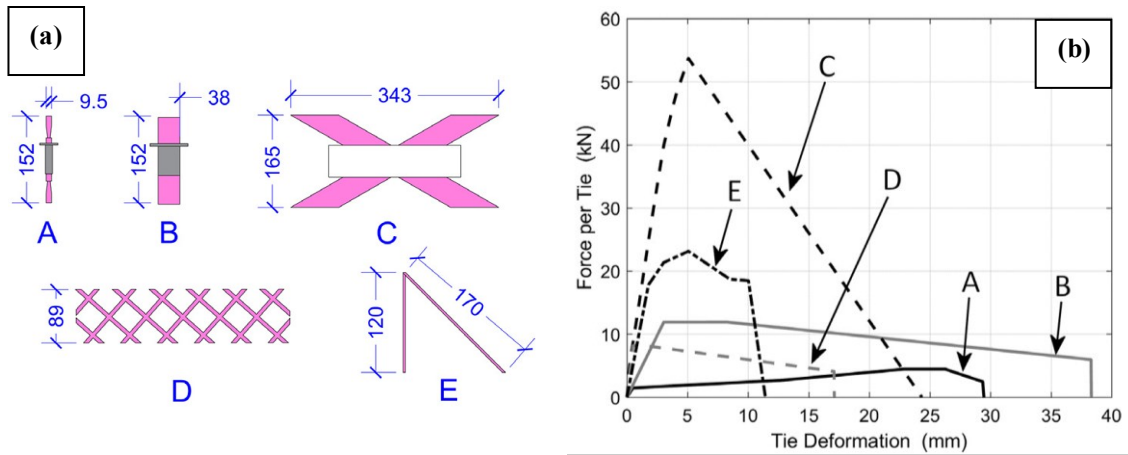 (a)
9.5
152
A
38
152
B
343
165
C
89
D
120
170
E
(b)
Force per Tie (kN)
60
50
40
30
20
10
0
C
D
E
A
B
0 5 10 15 20 25 30 35 40
Tie Deformation (mm)